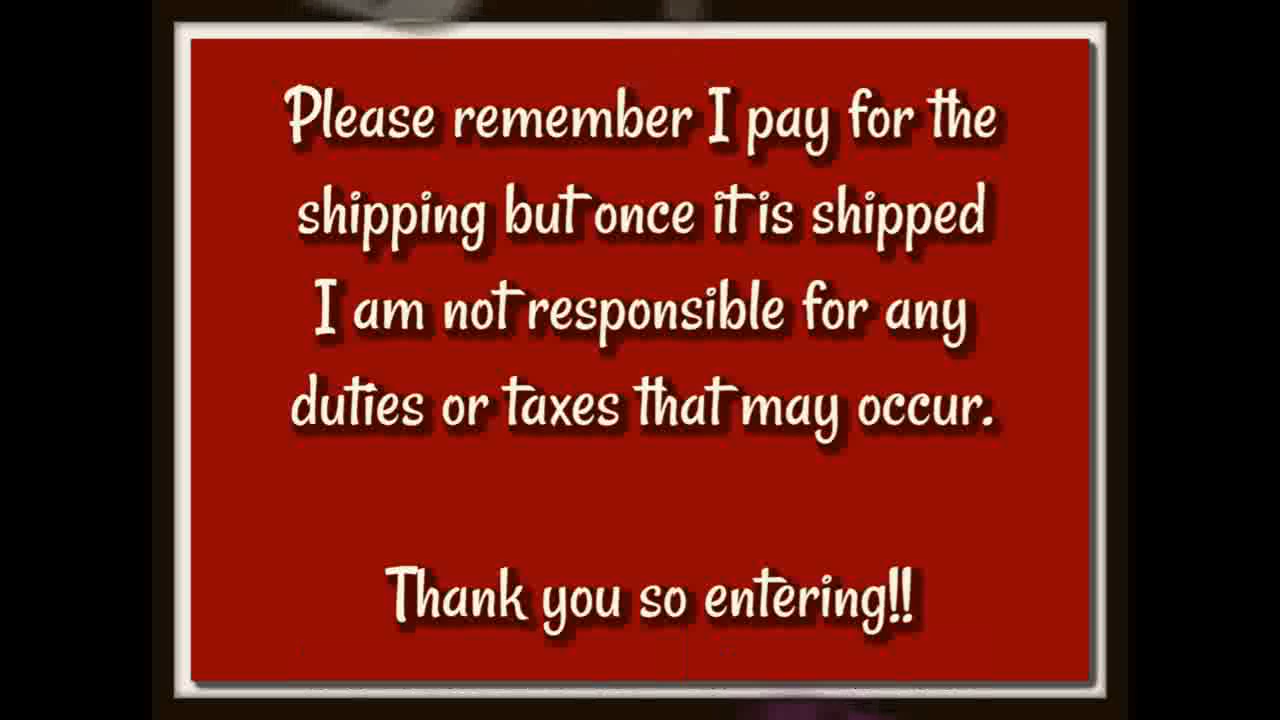 Please remember I pay for the
shipping but once it is shipped
I am not responsible for any
duties or taxes that may occur.
Thank you so entering!!